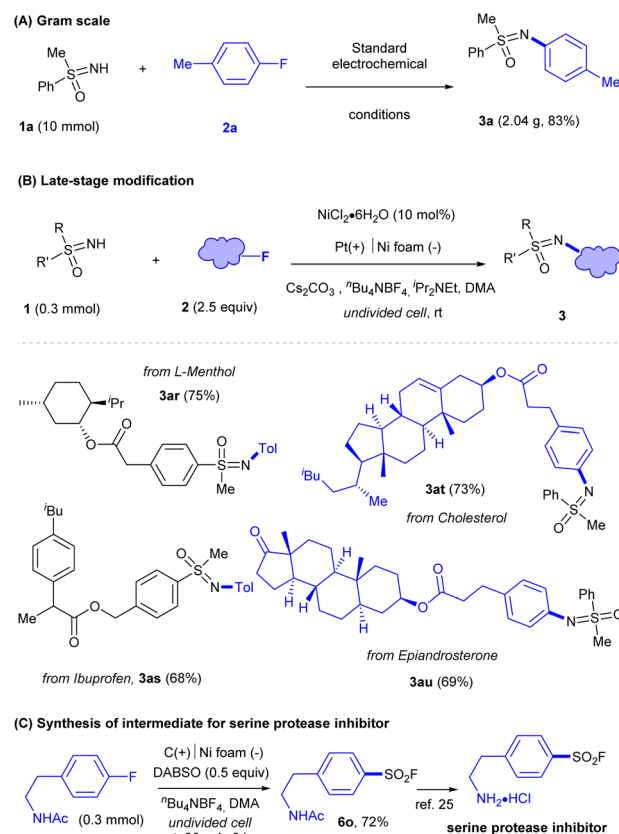 (A) Gram scale
Me
Ph
S
NH
O
1a (10 mmol)
+
Me
F
2a
Standard
electrochemical
conditions
Me
Ph
S
N
O
Me
3a (2.04 g, 83%)
(B) Late-stage modification
R
R'
S
NH
O
1 (0.3 mmol)
+
F
2 (2.5 equiv)
NiCl2•6H2O (10 mol%)
Pt(+) | Ni foam (-)
Cs2CO3 , nBu4NBF4, iPr2NEt, DMA
undivided cell, rt
R
R'
S
N
O
3
from L-Menthol
3ar (75%)
Me
iPr
O
O
O
S
N
Tol
Me
O
O
H
H
H
iBu
Me
3at (73%)
from Cholesterol
Ph
S
N
O
Me
iBu
Me
O
O
O
Me
S
N
Tol
from Ibuprofen, 3as (68%)
O
H
H
H
H
O
O
Ph
N
S
O
Me
from Epiandrosterone
3au (69%)
(C) Synthesis of intermediate for serine protease inhibitor
F
NHAc
(0.3 mmol)
C(+) | Ni foam (-)
DABSO (0.5 equiv)
nBu4NBF4, DMA
undivided cell
SO2F
NHAc
6o, 72%
ref. 25
SO2F
NH2•HCl
serine protease inhibitor